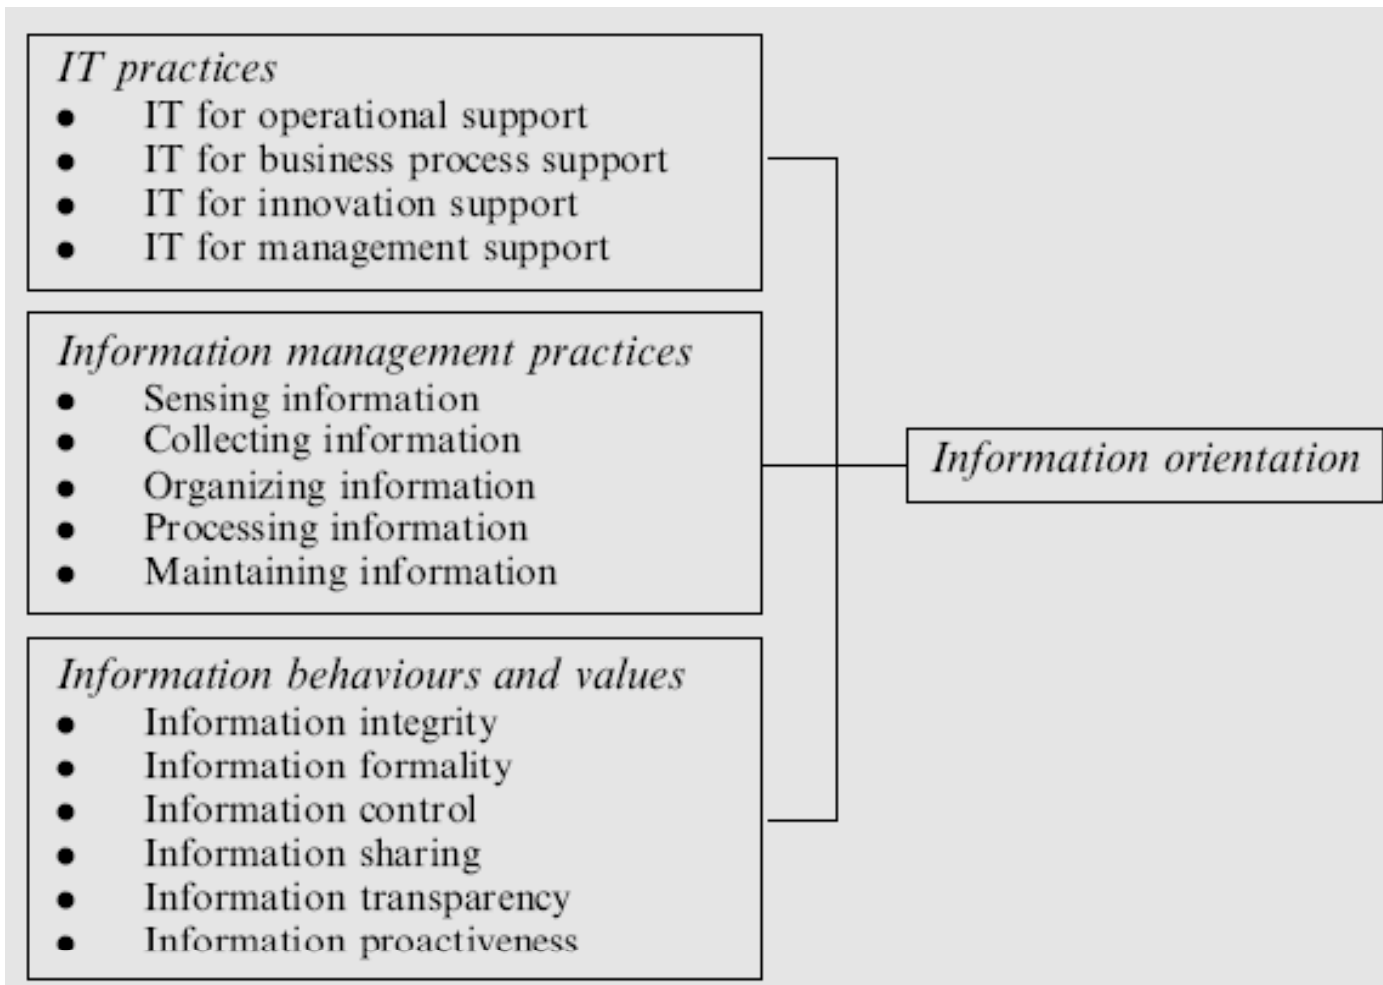 IT practices
● IT for operational support
● IT for business process support
● IT for innovation support
● IT for management support
Information management practices
● Sensing information
● Collecting information
● Organizing information
● Processing information
● Maintaining information
Information orientation
Information behaviours and values
● Information integrity
● Information formality
● Information control
● Information sharing
● Information transparency
● Information proactiveness